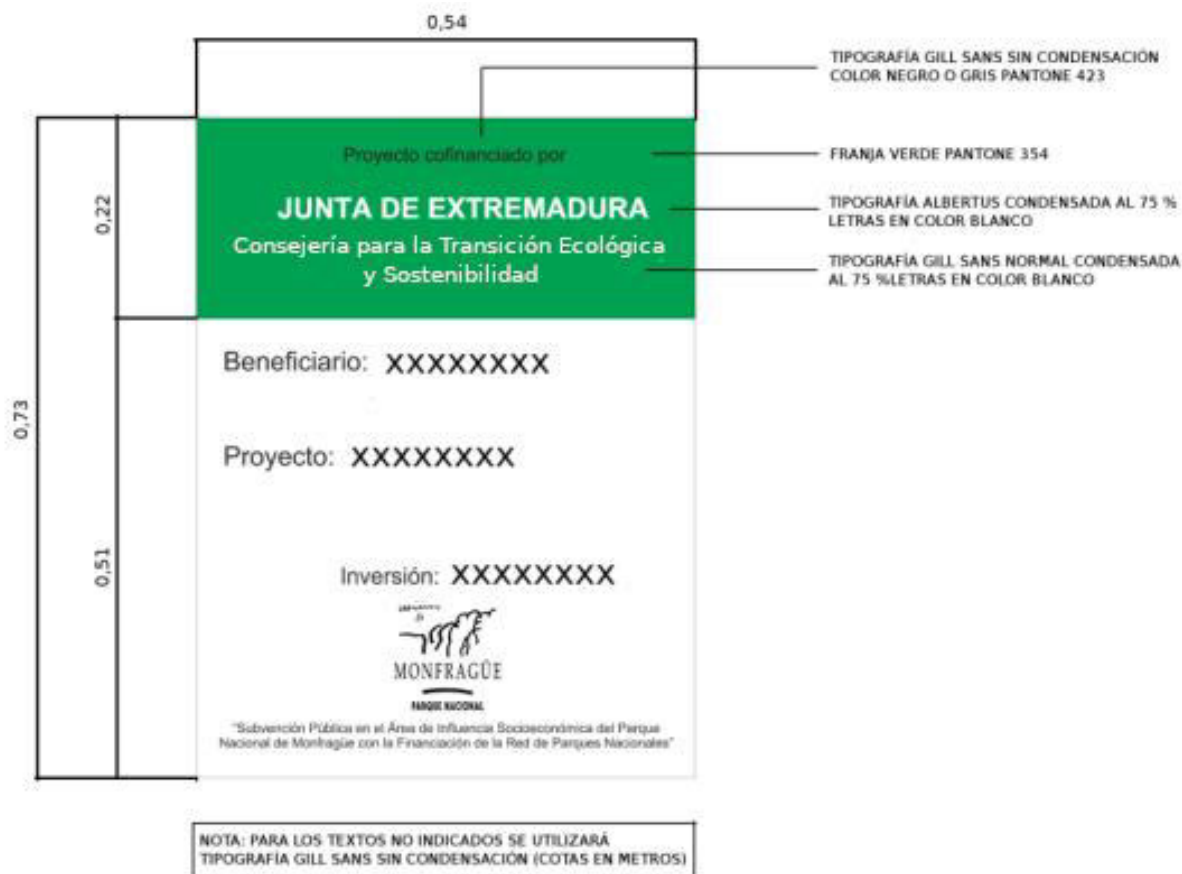 0,54
TIPOGRAFÍA GILL SANS SIN CONDENSACIÓN
COLOR NEGRO O GRIS PANTONE 423
Proyecto cofinanciado por
FRANJA VERDE PANTONE 354
0,22
JUNTA DE EXTREMADURA
TIPOGRAFÍA ALBERTUS CONDENSADA AL 75 %
LETRAS EN COLOR BLANCO
Consejería para la Transición Ecológica
y Sostenibilidad
TIPOGRAFÍA GILL SANS NORMAL CONDENSADA
AL 75 %LETRAS EN COLOR BLANCO
Beneficiario: XXXXXXXX
0,73
Proyecto: XXXXXXXX
0,51
Inversión: XXXXXXXX
MONFRAGÜE
PARQUE NACIONAL
"Subvención Pública en el Área de Influencia Socioeconómica del Parque
Nacional de Monfragüe con la Financiación de la Red de Parques Nacionales"
NOTA: PARA LOS TEXTOS NO INDICADOS SE UTILIZARÁ
TIPOGRAFÍA GILL SANS SIN CONDENSACIÓN (COTAS EN METROS)